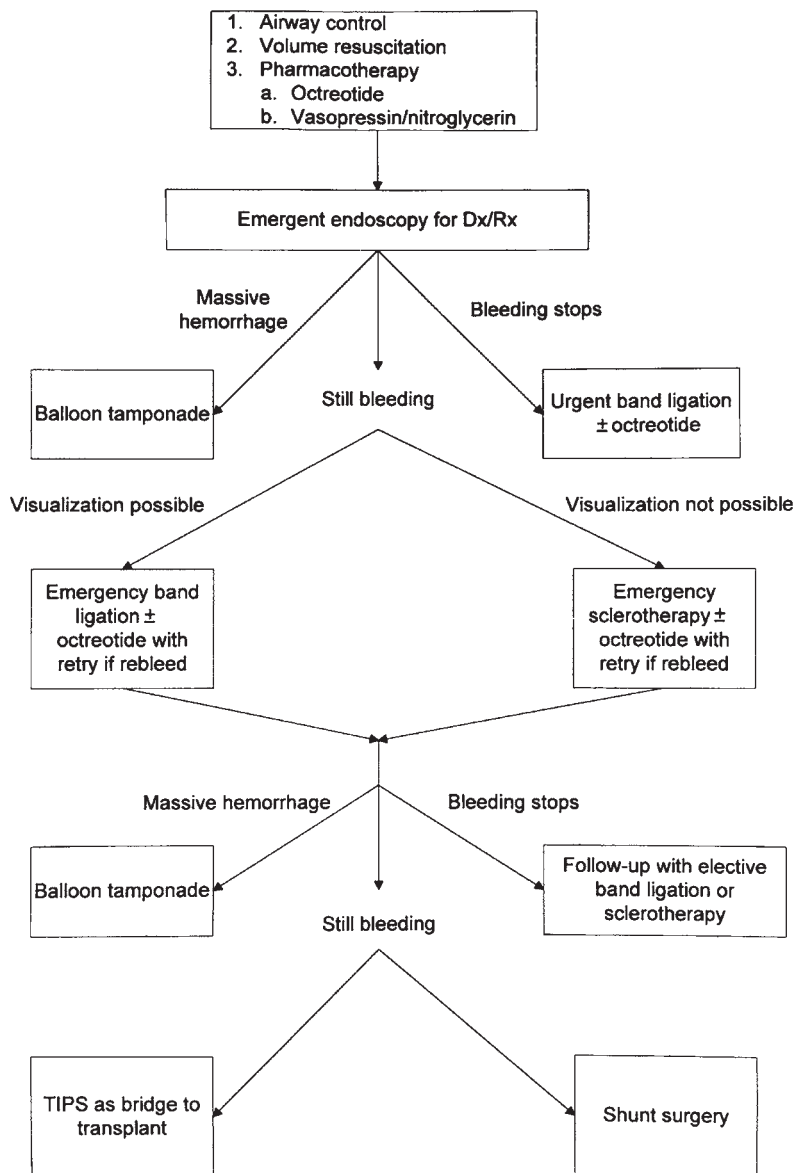 1. Airway control
2. Volume resuscitation
3. Pharmacotherapy
a. Octreotide
b. Vasopressin/nitroglycerin
Emergent endoscopy for Dx/Rx
Massive
hemorrhage
Bleeding stops
Balloon tamponade
Still bleeding
Urgent band ligation
± octreotide
Visualization possible
Visualization not possible
Emergency band
ligation ±
octreotide with
retry if rebleed
Emergency
sclerotherapy ±
octreotide with
retry if rebleed
Massive hemorrhage
Bleeding stops
Balloon tamponade
Still bleeding
Follow-up with elective
band ligation or
sclerotherapy
TIPS as bridge to
transplant
Shunt surgery